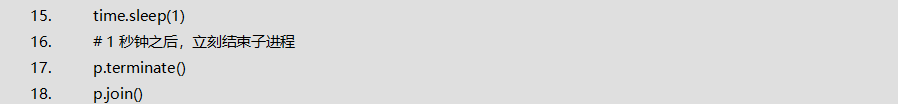 15. time.sleep(1)
16. # 1 秒钟之后，立刻结束子进程
17. p.terminate()
18. p.join()